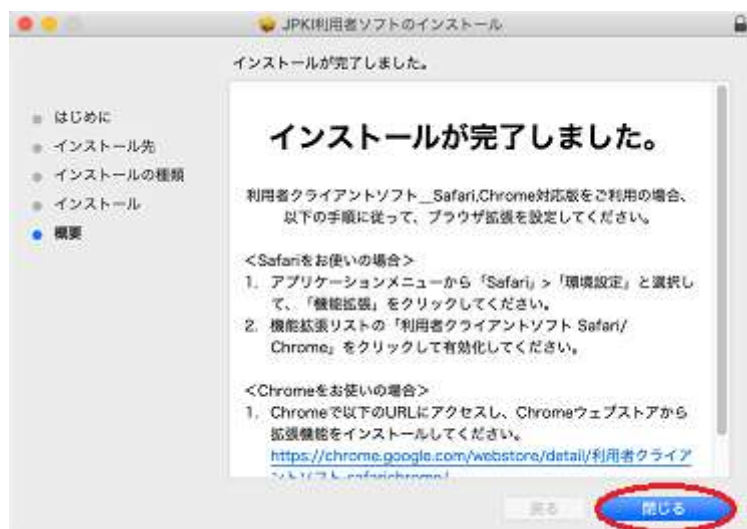 JPKI利用者ソフトのインストール
インストールが完了しました。
はじめに
インストール先
インストールの種類
インストール
概要
インストールが完了しました。
利用者クライアントソフト＿Safari,Chrome対応版をご利用の場合、
以下の手順に従って、ブラウザ拡張を設定してください。
<Safariをお使いの場合>
1. アプリケーションメニューから「Safari」>「環境設定」と選択し
て、「機能拡張」をクリックしてください。
2. 機能拡張リストの「利用者クライアントソフト Safari/
Chrome」をクリックして有効化してください。
<Chromeをお使いの場合>
1. Chromeで以下のURLにアクセスし、Chromeウェブストアから
拡張機能をインストールしてください。
https://chrome.google.com/webstore/detail/利用者クライア
ントソフト-safarichrome/
戻る
閉じる